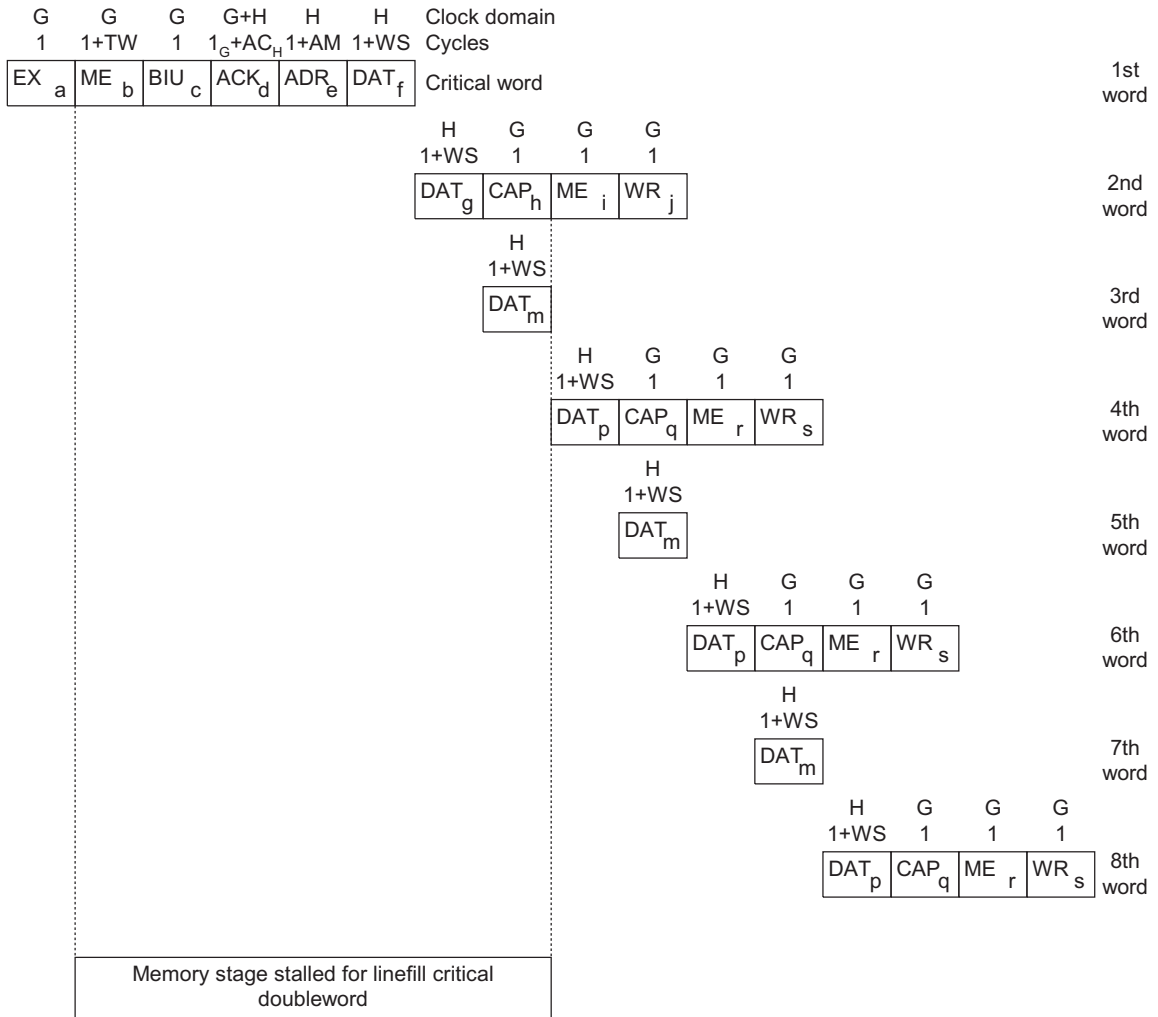 G G G G+H H H Clock domain
1 1+TW 1 1G+ACH 1+AM 1+WS Cycles
EX a ME b BIU c ACK d ADR e DAT f Critical word 1st word
H G G G
1+WS 1 1 1
DAT g CAP h ME i WR j 2nd word
H
1+WS
DAT m 3rd word
H G G G
1+WS 1 1 1
DAT p CAP q ME r WR s 4th word
H
1+WS
DAT m 5th word
H G G G
1+WS 1 1 1
DAT p CAP q ME r WR s 6th word
H
1+WS
DAT m 7th word
H G G G
1+WS 1 1 1
DAT p CAP q ME r WR s 8th word
Memory stage stalled for linefill critical
doubleword